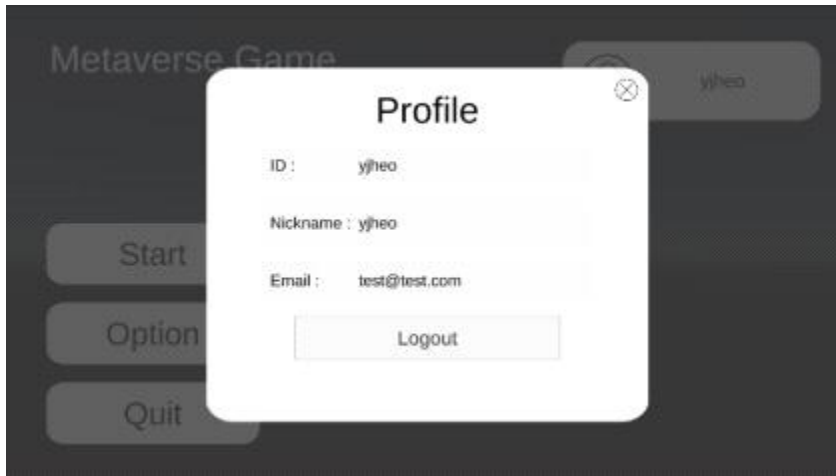 Metaverse Game
yjheo
Profile
ID : yjheo
Nickname : yjheo
Email : test@test.com
Logout
Start
Option
Quit